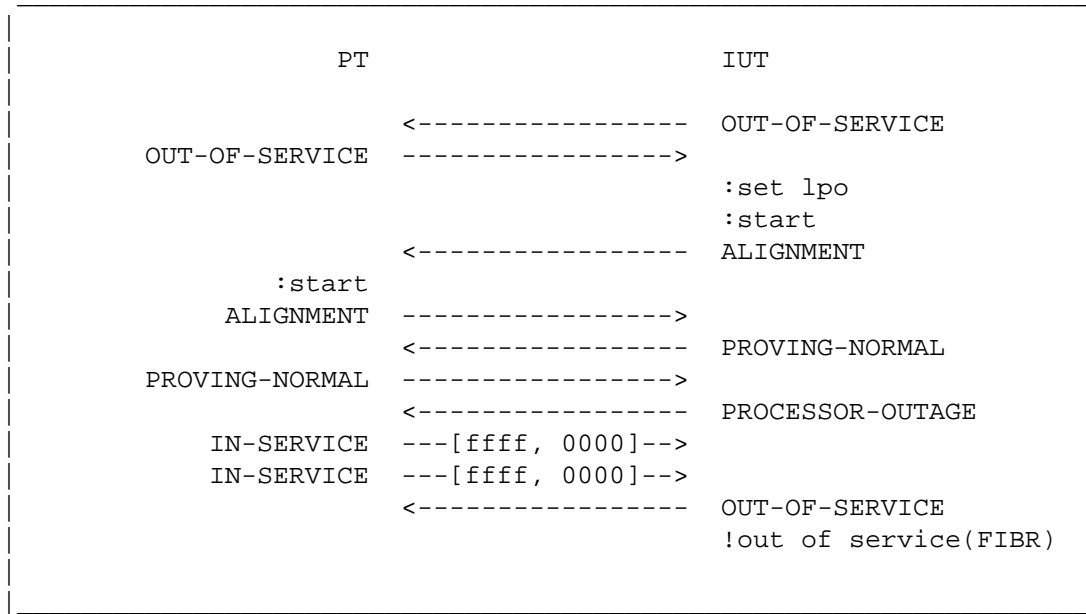 PT IUT
<----------------- OUT-OF-SERVICE
OUT-OF-SERVICE ----------------->
:set lpo
:start
<----------------- ALIGNMENT
:start
ALIGNMENT ----------------->
<----------------- PROVING-NORMAL
PROVING-NORMAL ----------------->
<----------------- PROCESSOR-OUTAGE
IN-SERVICE ---[ffff, 0000]-->
IN-SERVICE ---[ffff, 0000]-->
<----------------- OUT-OF-SERVICE
!out of service(FIBR)